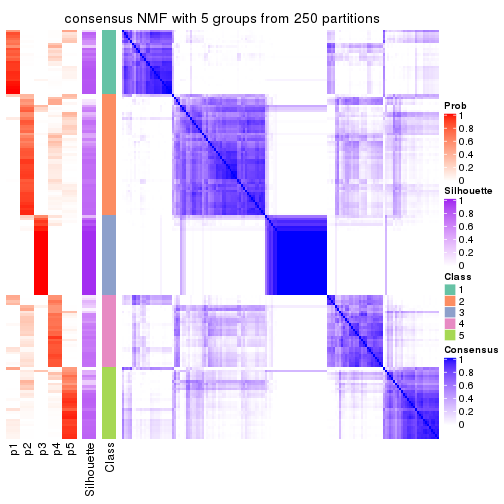 consensus NMF with 5 groups from 250 partitions
Prob
1
0.8
0.6
0.4
0.2
0
Silhouette
1
0.8
0.6
0.4
0.2
0
Class
1
2
3
4
5
Consensus
1
0.8
0.6
0.4
0.2
0
p1
p2
p3
p4
p5
Silhouette
Class